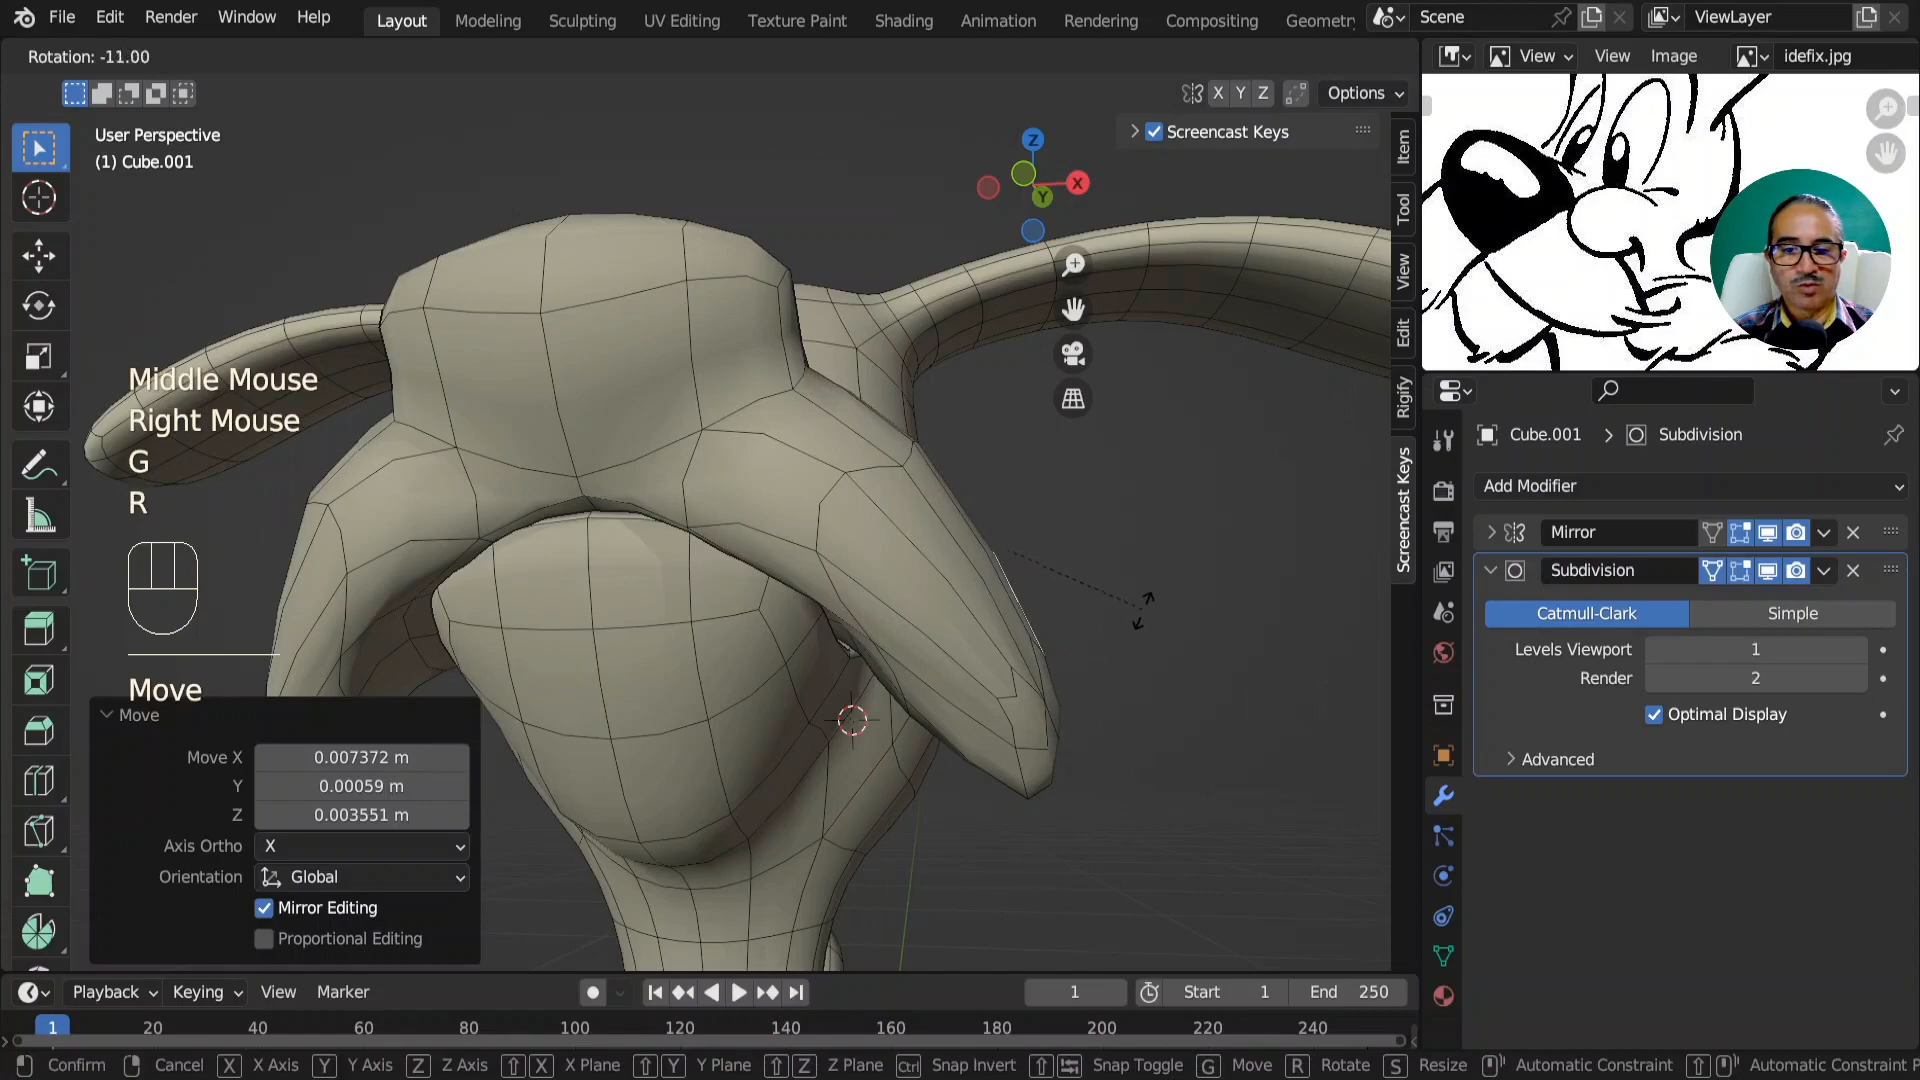 File Edit Render Window Help Layout Modeling Sculpting UV Editing Texture Paint Shading Animation Rendering Compositing Geometry Scene ViewLayer
Rotation: -11.00
View View Image idefix.jpg
X Y Z Options
User Perspective
(1) Cube.001
Screencast Keys
Z
X
Y
Item
Tool
View
Edit
Rigify
Screencast Keys
Middle Mouse
Right Mouse
G
R
Move
Move
Move X 0.007372 m
Y 0.00059 m
Z 0.003551 m
Axis Ortho X
Orientation Global
Mirror Editing
Proportional Editing
Cube.001 Subdivision
Add Modifier
Mirror
Subdivision
Catmull-Clark Simple
Levels Viewport 1
Render 2
Optimal Display
Advanced
Playback Keying View Marker 1 Start 1 End 250
1 20 40 60 80 100 120 140 160 180 200 220 240
Confirm Cancel X X Axis Y Y Axis Z Z Axis X X Plane Y Y Plane Z Z Plane Ctrl Snap Invert Snap Toggle G Move R Rotate S Resize Automatic Constraint Automatic Constraint P